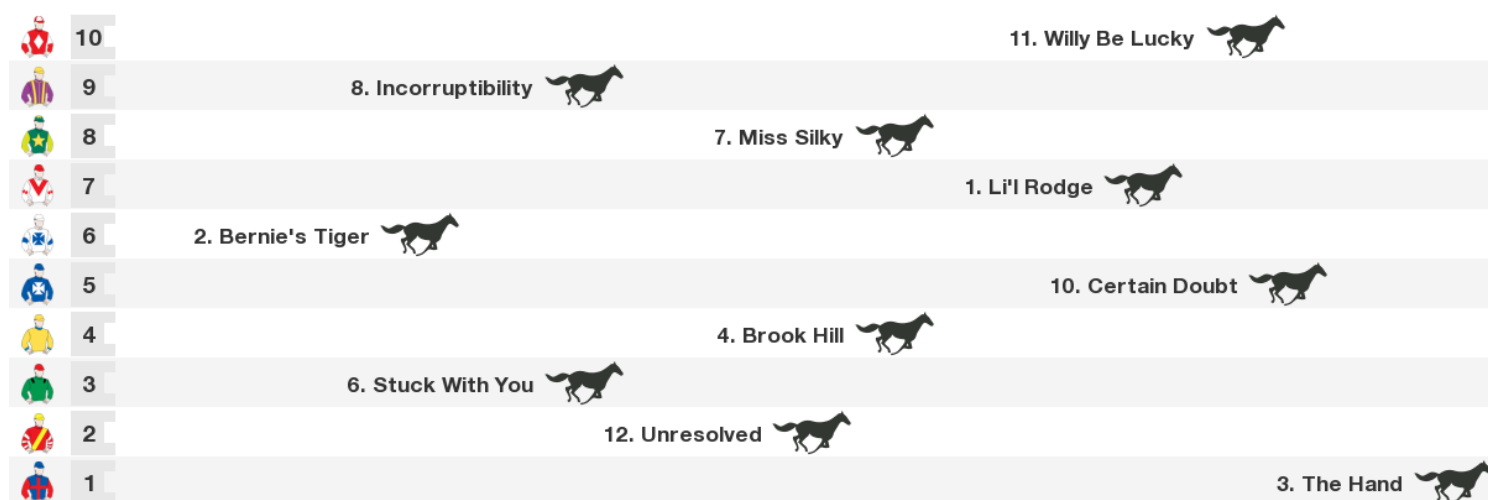 10 11. Willy Be Lucky
9 8. Incorruptibility
8 7. Miss Silky
7 1. Li'l Rodge
6 2. Bernie's Tiger
5 10. Certain Doubt
4 4. Brook Hill
3 6. Stuck With You
2 12. Unresolved
1 3. The Hand